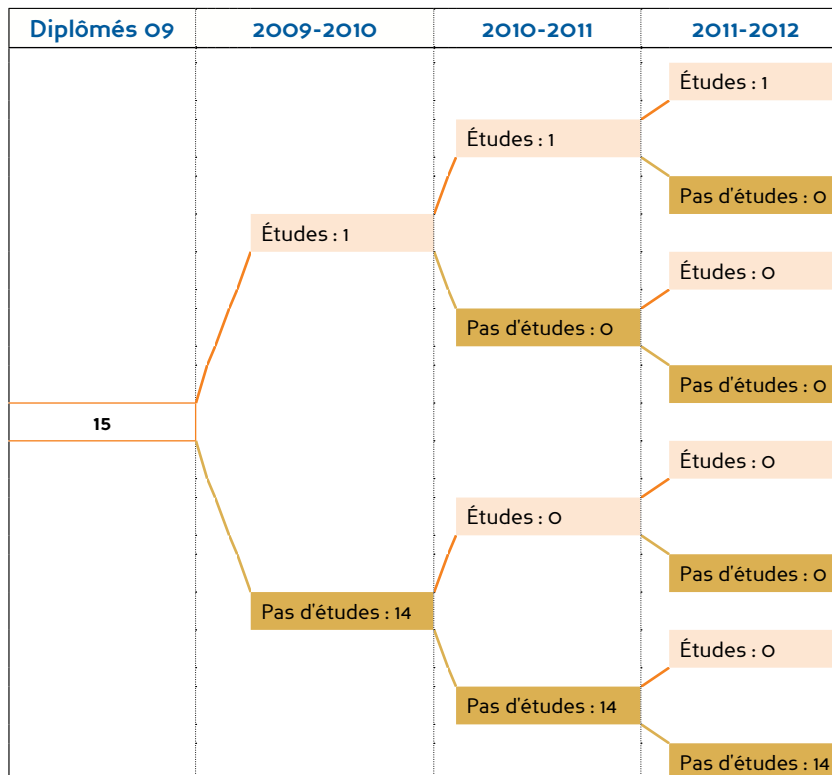 Diplômés 09 2009-2010 2010-2011 2011-2012
Études : 1
Études : 1
Pas d'études : 0
Études : 1
Études : 0
Pas d'études : 0
Pas d'études : 0
15
Études : 0
Études : 0
Pas d'études : 0
Pas d'études : 14
Études : 0
Pas d'études : 14
Pas d'études : 14